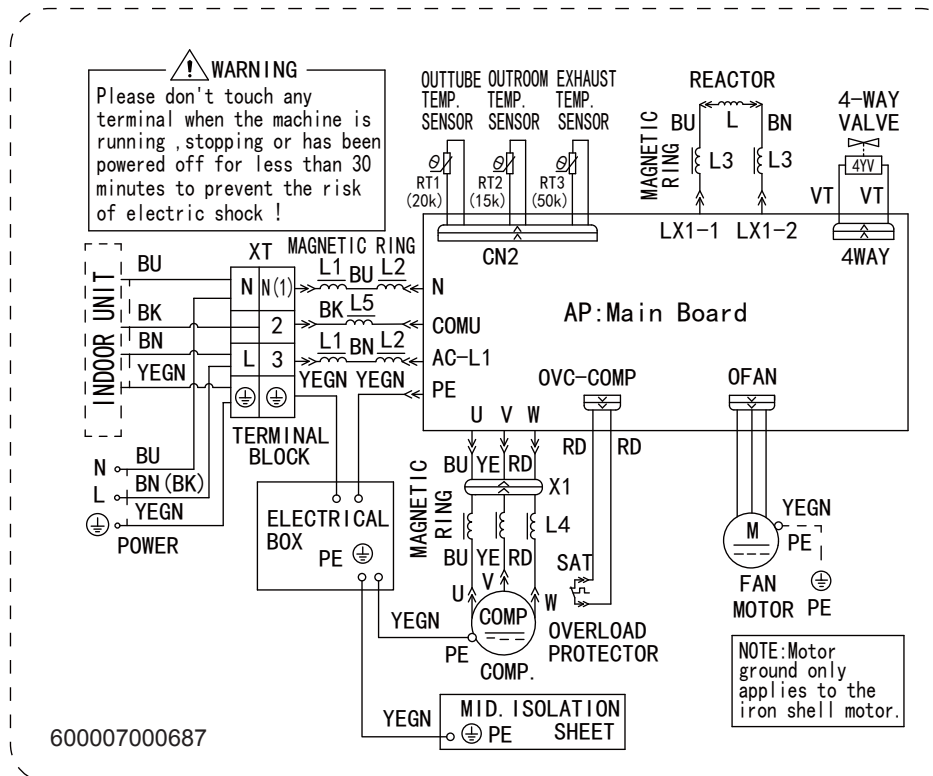 WARNING
Please don't touch any
terminal when the machine is
running ,stopping or has been
powered off for less than 30
minutes to prevent the risk
of electric shock !
OUTTUBE OUTROOM EXHAUST
TEMP. TEMP. TEMP.
SENSOR SENSOR SENSOR
RT1 RT2 RT3
(20k) (15k) (50k)
CN2
REACTOR
BU L BN
MAGNETIC RING
L3 L3
LX1-1 LX1-2
4-WAY
VALVE
4YV
VT VT
4WAY
INDOOR UNIT
BU
BK
BN
YEGN
XT
N N(1)
2
L 3
TERMINAL
BLOCK
MAGNETIC RING
L1 BU L2
BK L5
L1 BN L2
YEGN YEGN
N
COMU
AC-L1
PE
AP:Main Board
OVC-COMP
OFAN
U V W
RD RD
N BU
L BN(BK)
YEGN
POWER
ELECTRICAL
BOX
PE
MAGNETIC RING
BU YE RD
X1
L4
BU YE RD
U V W
COMP
YEGN
PE
COMP.
SAT
OVERLOAD
PROTECTOR
M
YEGN
PE
FAN
MOTOR PE
NOTE:Motor
ground only
applies to the
iron shell motor.
YEGN
MID.ISOLATION
PE SHEET
600007000687